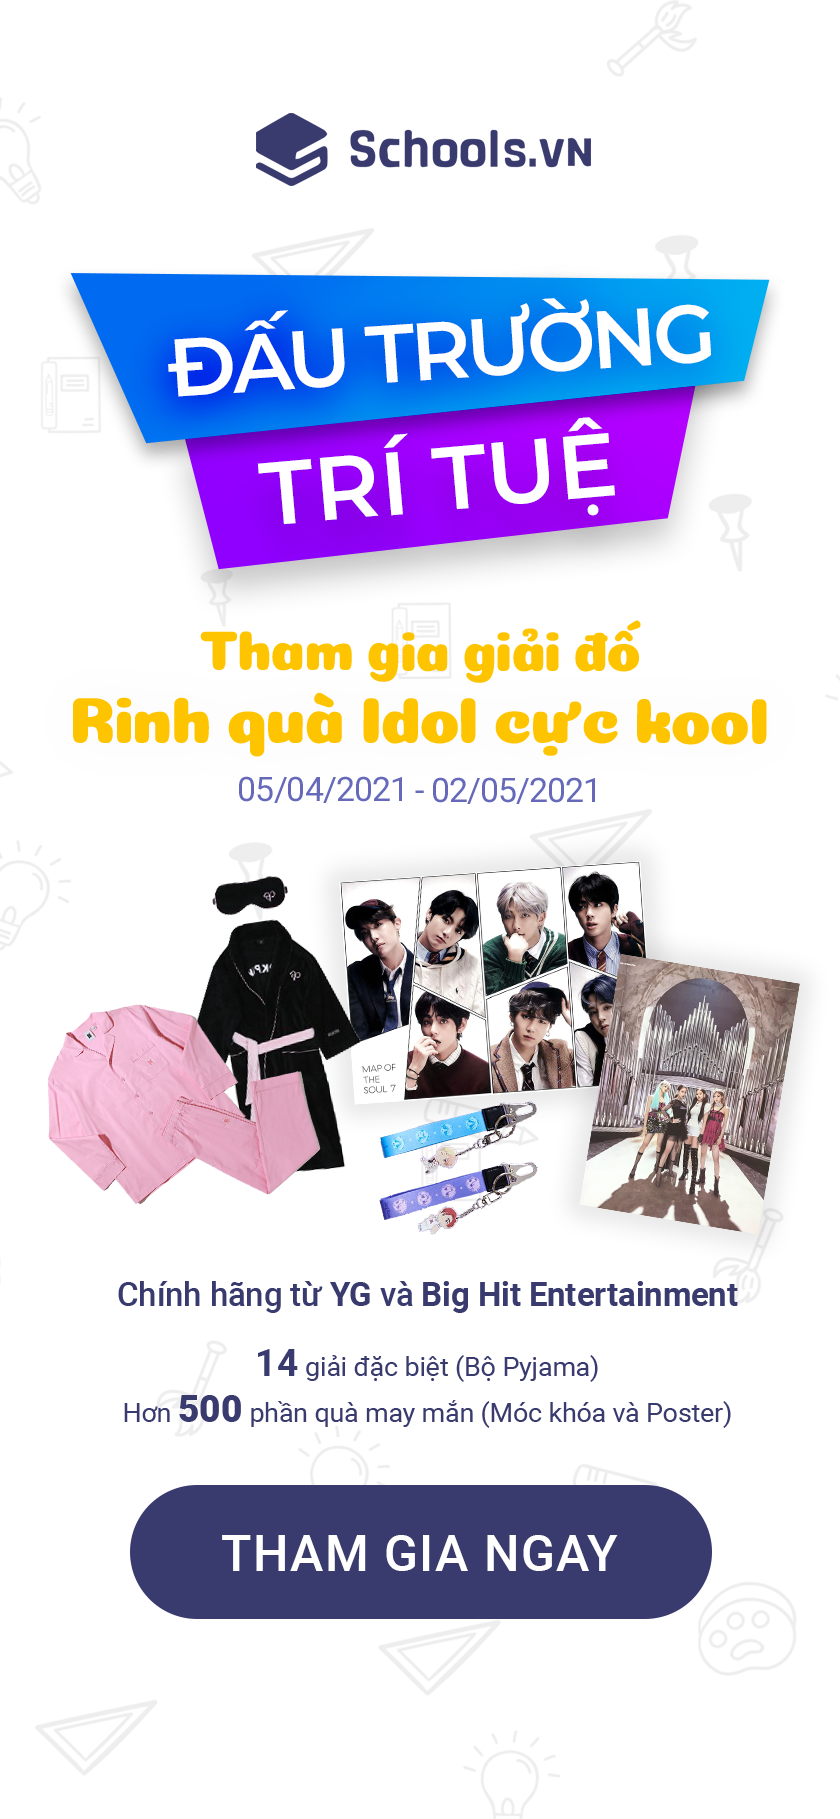 Schools.vn
ĐẤU TRƯỜNG
TRÍ TUỆ
Tham gia giải đố
Rinh quà Idol cực kool
05/04/2021 - 02/05/2021
MAP OF
THE
SOUL 7
Chính hãng từ YG và Big Hit Entertainment
14 giải đặc biệt (Bộ Pyjama)
Hơn 500 phần quà may mắn (Móc khóa và Poster)
THAM GIA NGAY